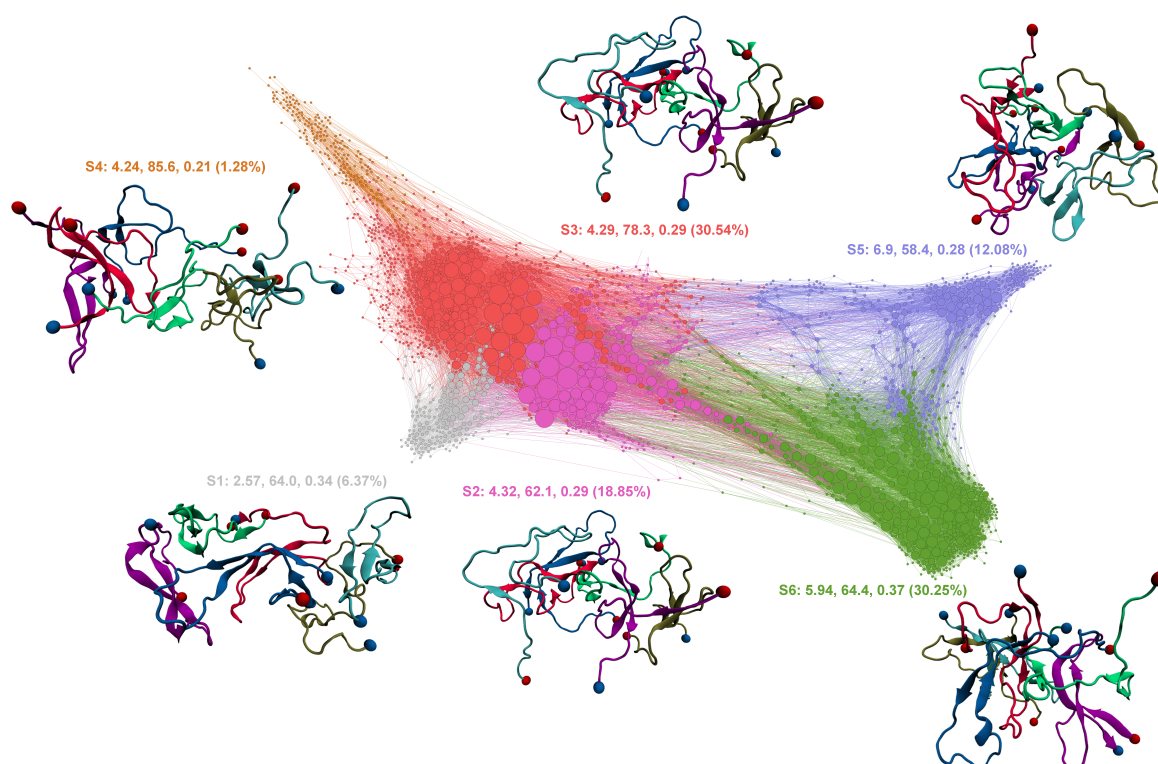 S4: 4.24, 85.6, 0.21 (1.28%)
S3: 4.29, 78.3, 0.29 (30.54%)
S5: 6.9, 58.4, 0.28 (12.08%)
S1: 2.57, 64.0, 0.34 (6.37%)
S2: 4.32, 62.1, 0.29 (18.85%)
S6: 5.94, 64.4, 0.37 (30.25%)